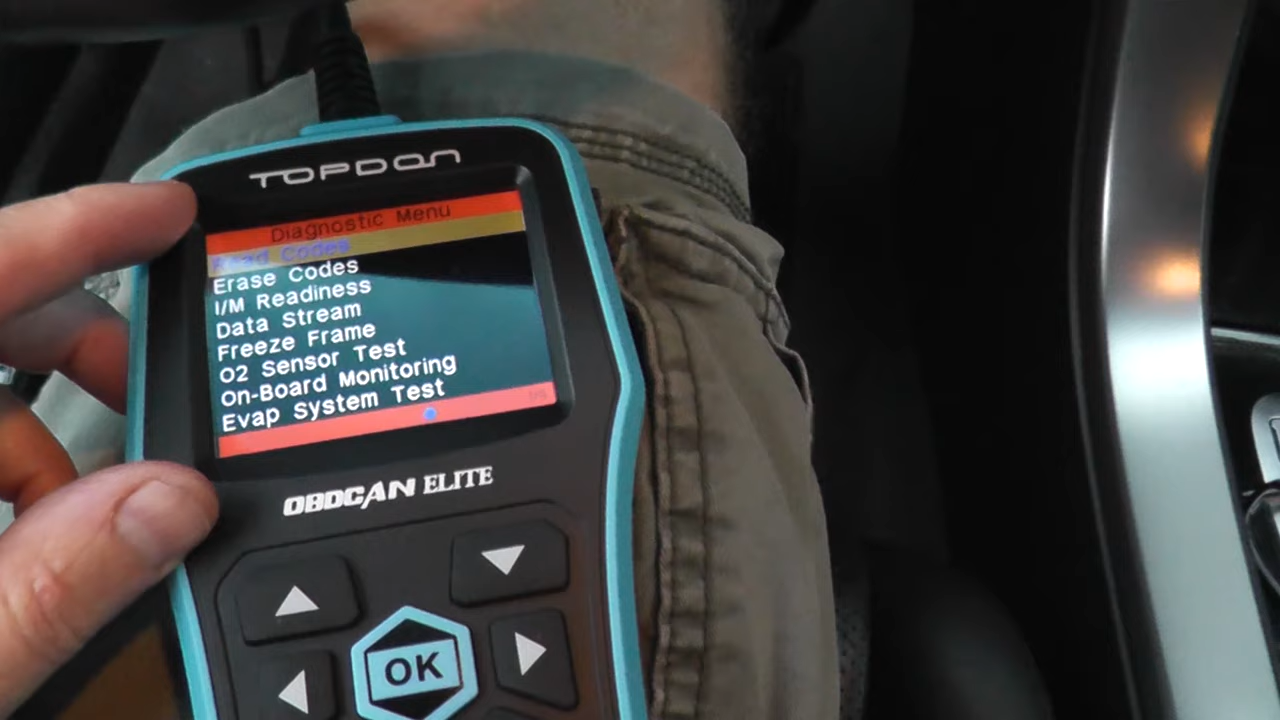 TOPDON
Diagnostic Menu
Read Codes
Erase Codes
I/M Readiness
Data Stream
Freeze Frame
O2 Sensor Test
On-Board Monitoring
Evap System Test
OBDCAN ELITE
OK